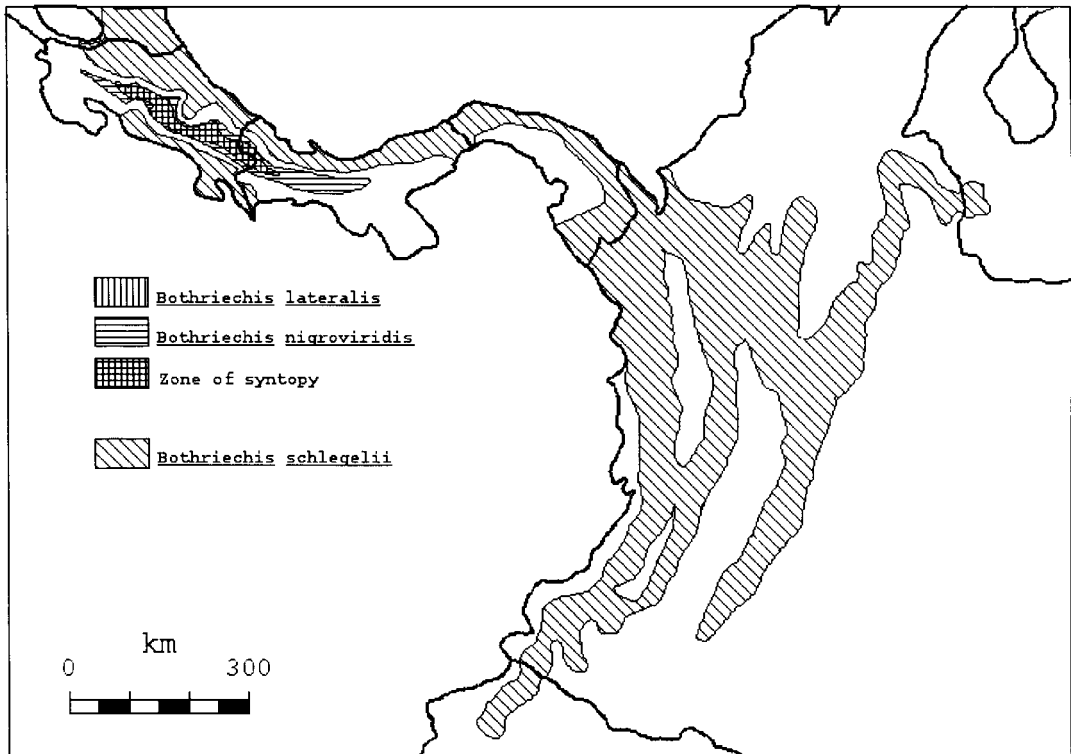 Bothriechis lateralis
Bothriechis nigroviridis
Zone of syntopy
Bothriechis schlegelii
km
0 300